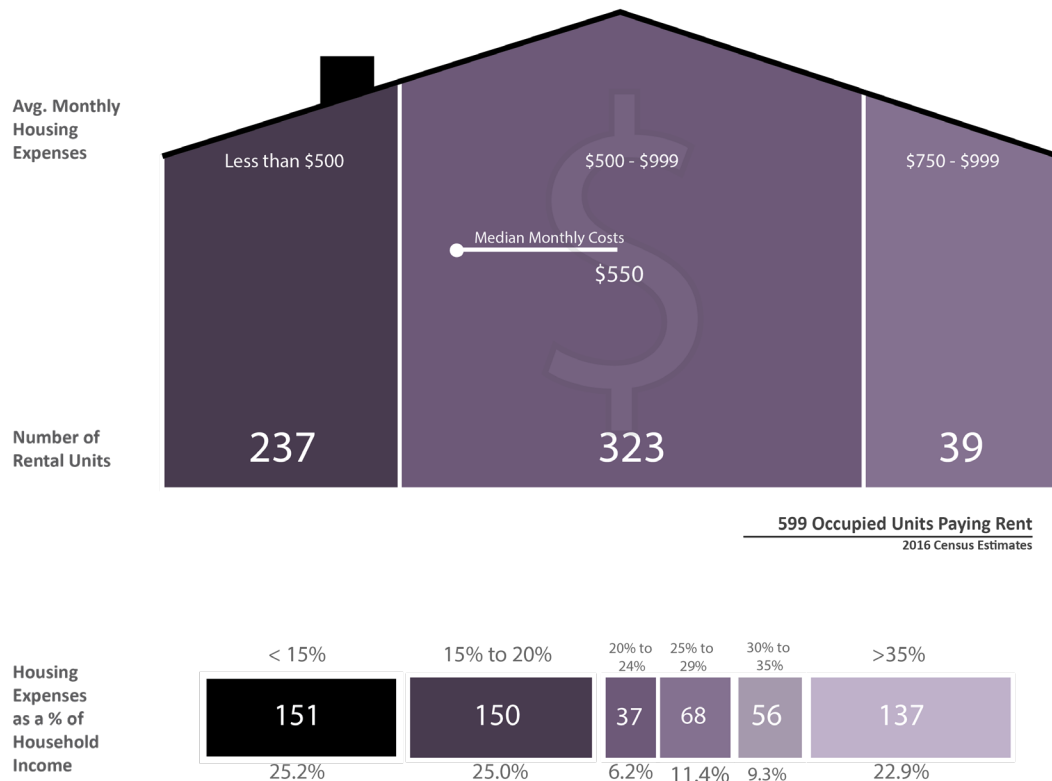 Avg. Monthly
Housing
Expenses
Less than $500
$500 - $999
$750 - $999
Median Monthly Costs
$550
$
Number of
Rental Units
237
323
39
599 Occupied Units Paying Rent
2016 Census Estimates
Housing
Expenses
as a % of
Household
Income
< 15%
15% to 20%
20% to
24%
25% to
29%
30% to
35%
>35%
151
150
37
68
56
137
25.2%
25.0%
6.2%
11.4%
9.3%
22.9%